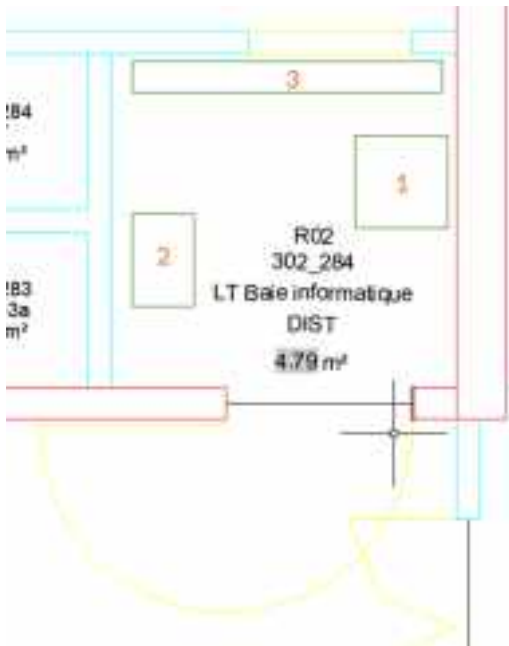 3
284
m²
1
2
R02
302_284
LT Baie informatique
DIST
4.79 m²
283
3a
m²